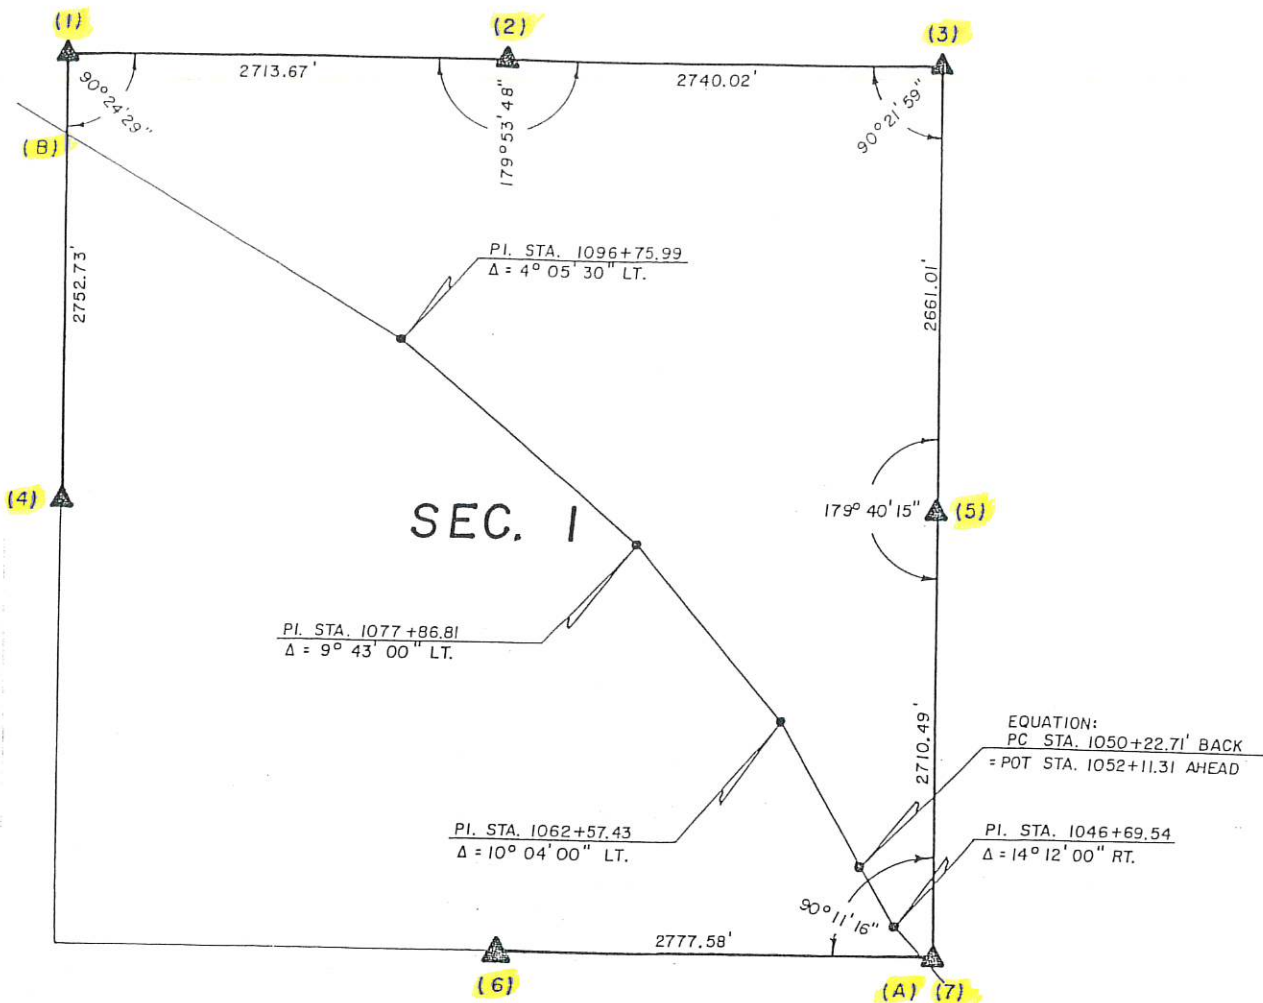 (1)
(2)
(3)
2713.67'
2740.02'
90° 24' 29"
179° 53' 48"
90° 21' 59"
(B)
2752.73'
PI. STA. 1096+75.99
Δ = 4° 05' 30" LT.
2661.01'
(4)
SEC. 1
179° 40' 15"
(5)
PI. STA. 1077+86.81
Δ = 9° 43' 00" LT.
2710.49'
EQUATION:
PC STA. 1050+22.71' BACK
= POT STA. 1052+11.31 AHEAD
PI. STA. 1062+57.43
Δ = 10° 04' 00" LT.
PI. STA. 1046+69.54
Δ = 14° 12' 00" RT.
90° 11' 16"
2777.58'
(6)
(A) (7)